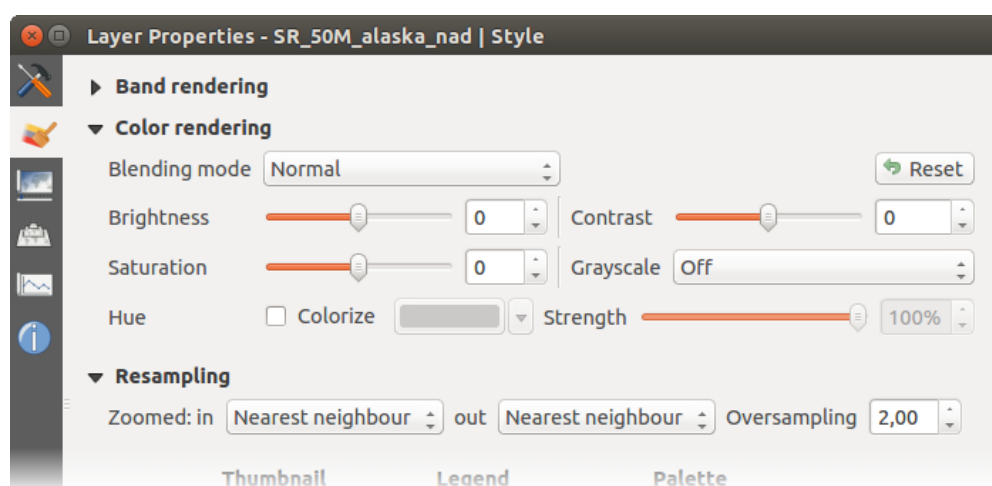 Layer Properties - SR_50M_alaska_nad | Style
Band rendering
Color rendering
Blending mode Normal Reset
Brightness 0 Contrast 0
Saturation 0 Grayscale Off
Hue Colorize Strength 100%
Resampling
Zoomed: in Nearest neighbour out Nearest neighbour Oversampling 2,00
Thumbnail Legend Palette